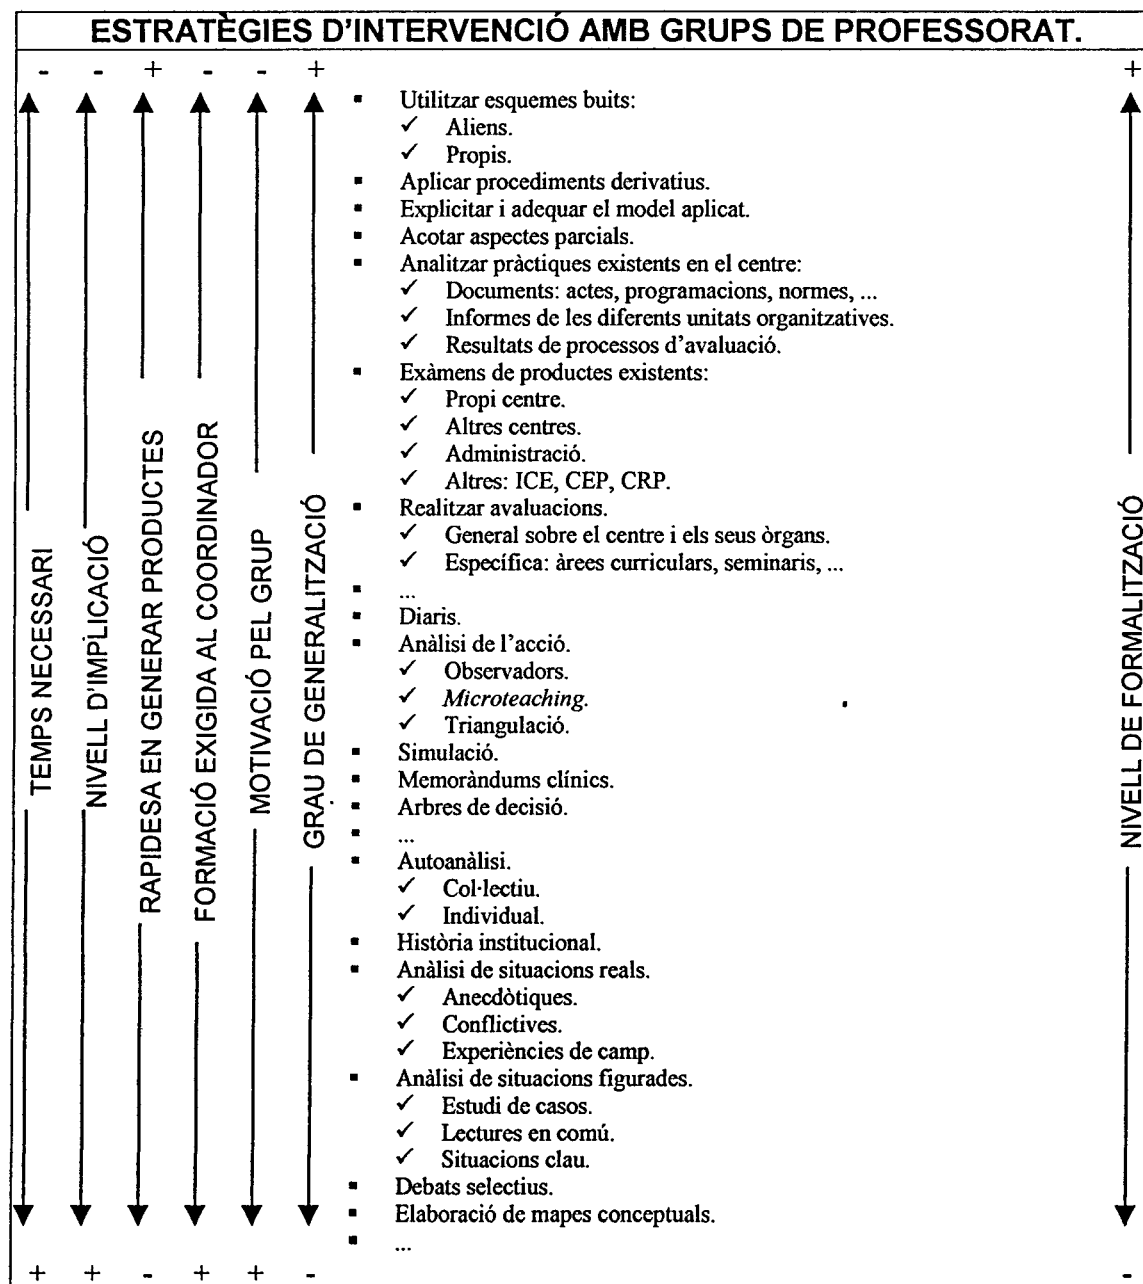 ESTRATÈGIES D'INTERVENCIÓ AMB GRUPS DE PROFESSORAT.
- - + - - + +
▪ Utilitzar esquemes buits:
✓ Aliens.
✓ Propis.
▪ Aplicar procediments derivatius.
▪ Explicitar i adequar el model aplicat.
▪ Acotar aspectes parcials.
▪ Analitzar pràctiques existents en el centre:
✓ Documents: actes, programacions, normes, ...
✓ Informes de les diferents unitats organitzatives.
✓ Resultats de processos d'avaluació.
▪ Exàmens de productes existents:
✓ Propi centre.
✓ Altres centres.
✓ Administració.
✓ Altres: ICE, CEP, CRP.
▪ Realitzar avaluacions.
✓ General sobre el centre i els seus òrgans.
✓ Específica: àrees curriculars, seminaris, ...
▪ ...
▪ Diaris.
▪ Anàlisi de l'acció.
✓ Observadors.
✓ Microteaching.
✓ Triangulació.
▪ Simulació.
▪ Memoràndums clínics.
▪ Arbres de decisió.
▪ ...
▪ Autoanàlisi.
✓ Col·lectiu.
✓ Individual.
▪ Història institucional.
▪ Anàlisi de situacions reals.
✓ Anecdòtiques.
✓ Conflictives.
✓ Experiències de camp.
▪ Anàlisi de situacions figurades.
✓ Estudi de casos.
✓ Lectures en comú.
✓ Situacions clau.
▪ Debats selectius.
▪ Elaboració de mapes conceptuals.
▪ ...
TEMPS NECESSARI
NIVELL D'IMPLICACIÓ
RAPIDESA EN GENERAR PRODUCTES
FORMACIÓ EXIGIDA AL COORDINADOR
MOTIVACIÓ PEL GRUP
GRAU DE GENERALITZACIÓ
NIVELL DE FORMALITZACIÓ
+ + - + + - -